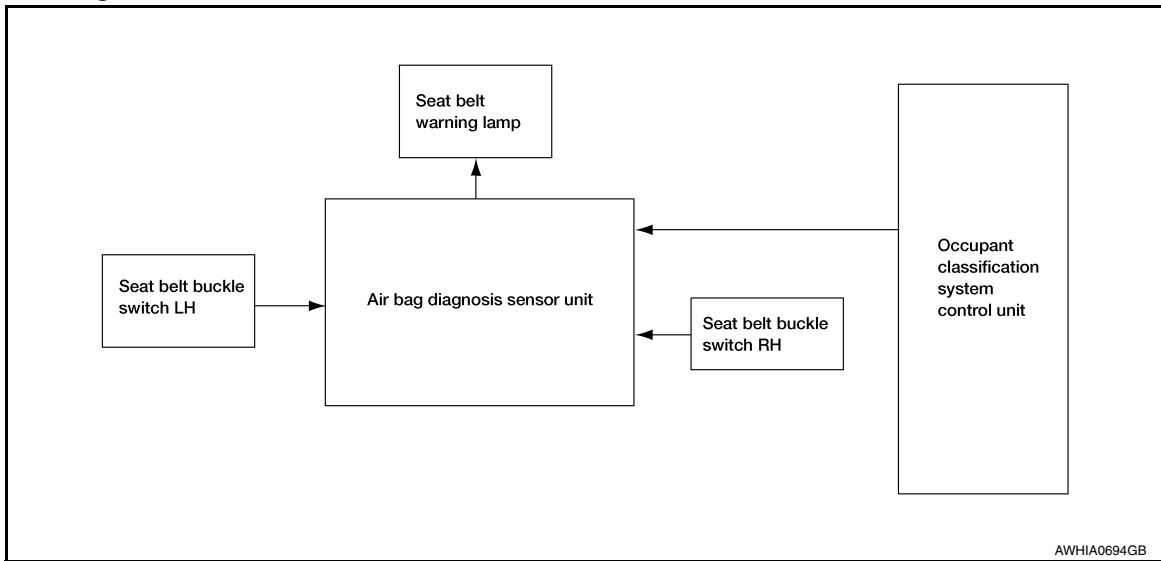 Seat belt
warning lamp
Seat belt buckle
switch LH
Air bag diagnosis sensor unit
Seat belt buckle
switch RH
Occupant
classification
system
control unit
AWHIA0694GB